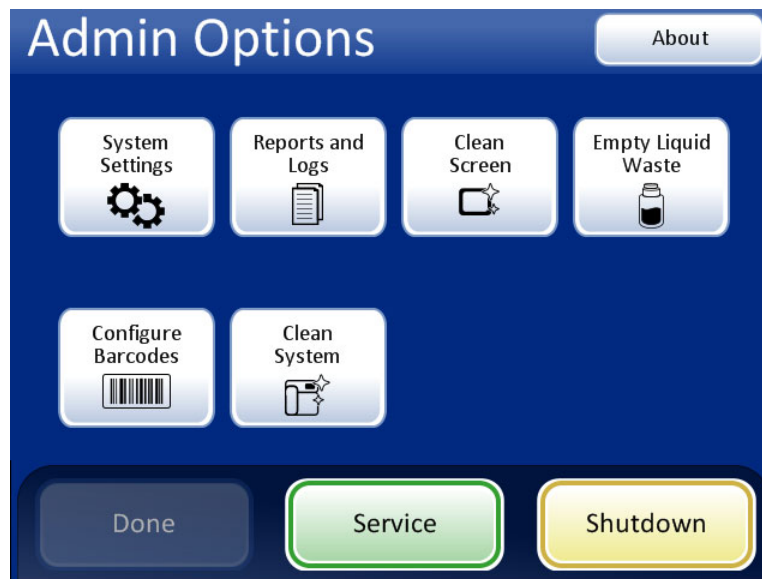 Admin Options
About
System
Settings
Reports and
Logs
Clean
Screen
Empty Liquid
Waste
Configure
Barcodes
Clean
System
Done
Service
Shutdown